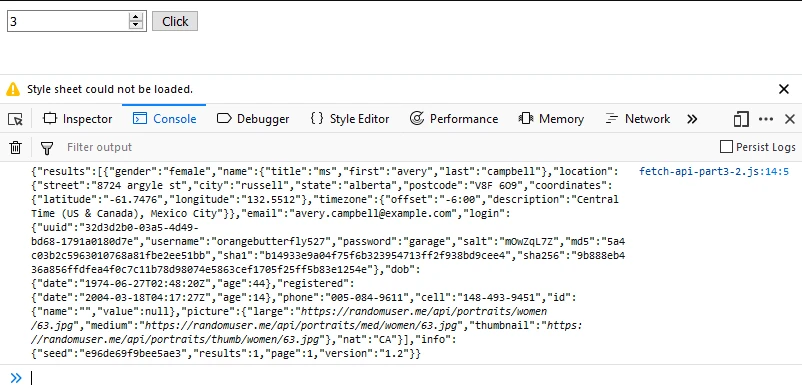 3 Click
Style sheet could not be loaded.
Inspector Console Debugger { } Style Editor Performance Memory Network
Filter output Persist Logs
{"results":[{"gender":"female","name":{"title":"ms","first":"avery","last":"campbell"},"location": fetch-api-part3-2.js:14:5
{"street":"8724 argyle st","city":"russell","state":"alberta","postcode":"V8F 6O9","coordinates":
{"latitude":"-61.7476","longitude":"132.5512"},"timezone":{"offset":"-6:00","description":"Central
Time (US & Canada), Mexico City"}},"email":"avery.campbell@example.com","login":
{"uuid":"32d3d2b0-03a5-4d49-
bd68-1791a0180d7e","username":"orangebutterfly527","password":"garage","salt":"mOwZqL7Z","md5":"5a4
c03b2c5963010768a81fbe2ee51bb","sha1":"b14933e9a04f75f6b323954713ff2f938bd9cee4","sha256":"9b888eb4
36a856ffdfea4f0c7c11b78d98074e5863cef1705f25ff5b83e1254e"},"dob":
{"date":"1974-06-27T02:48:20Z","age":44},"registered":
{"date":"2004-03-18T04:17:27Z","age":14},"phone":"005-084-9611","cell":"148-493-9451","id":
{"name":"","value":null},"picture":{"large":"https://randomuser.me/api/portraits/women
/63.jpg","medium":"https://randomuser.me/api/portraits/med/women/63.jpg","thumbnail":"https:
//randomuser.me/api/portraits/thumb/women/63.jpg"},"nat":"CA"}],"info":
{"seed":"e96de69f9bee5ae3","results":1,"page":1,"version":"1.2"}}